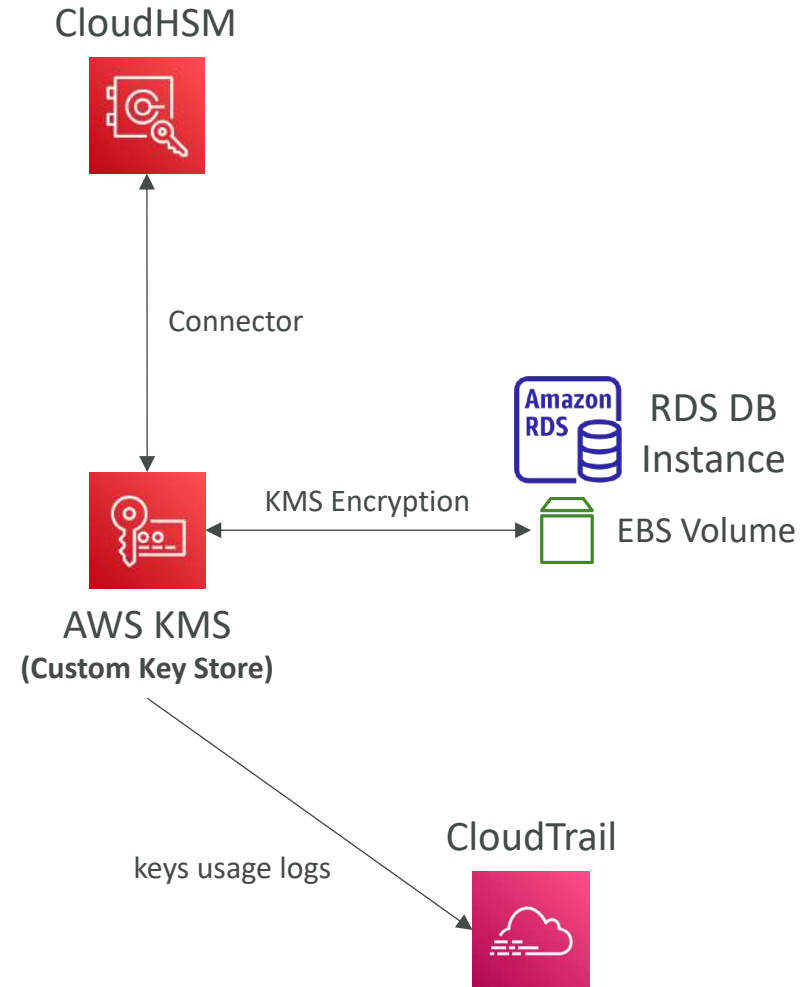 CloudHSM
Connector
Amazon
RDS
RDS DB
Instance
KMS Encryption
EBS Volume
AWS KMS
(Custom Key Store)
CloudTrail
keys usage logs